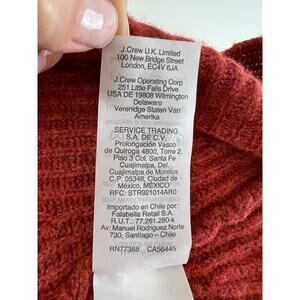 J.Crew U.K. Limited
100 New Bridge Street
London, EC4V 6JA
J.Crew Operating Corp
251 Little Falls Drive
USA DE 19808 Wilmington
Delaware
Verenidge Staten Van
Amerika
SERVICE TRADING
S.A. DE C.V.
Prolongación Vasco
de Quiroga 4800, Torre 2,
Piso 3 Col. Santa Fe
Cuajimalpa, Del.
Cuajimalpa de Morelos
C.P. 05348, Ciudad de
México, MÉXICO
RFC: STR921014AR0
Importado en Chile por:
Falabella Retail S.A.
R.U.T.: 77.261.280-k
Av: Manuel Rodriguez Norte
730, Santiago – Chile
RN77388 CA56445